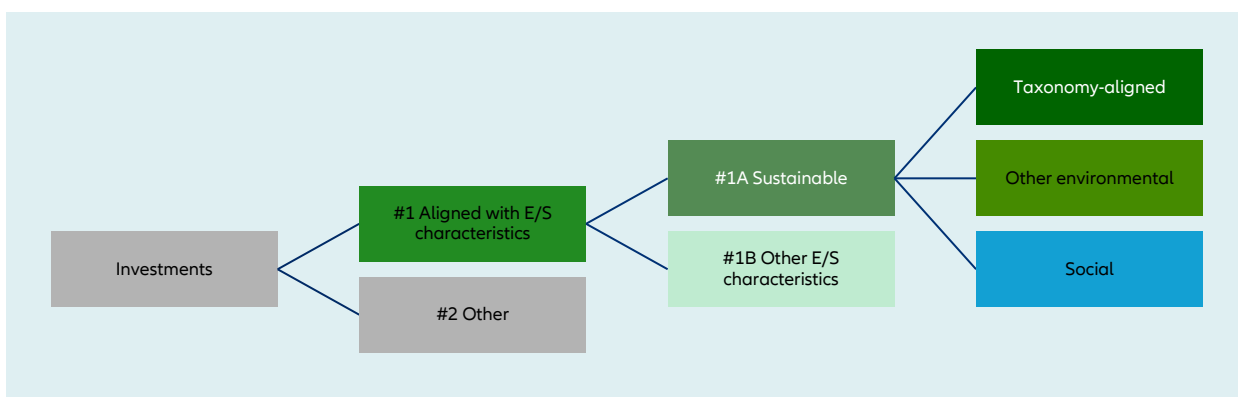 Investments
#1 Aligned with E/S
characteristics
#2 Other
#1A Sustainable
#1B Other E/S
characteristics
Taxonomy-aligned
Other environmental
Social